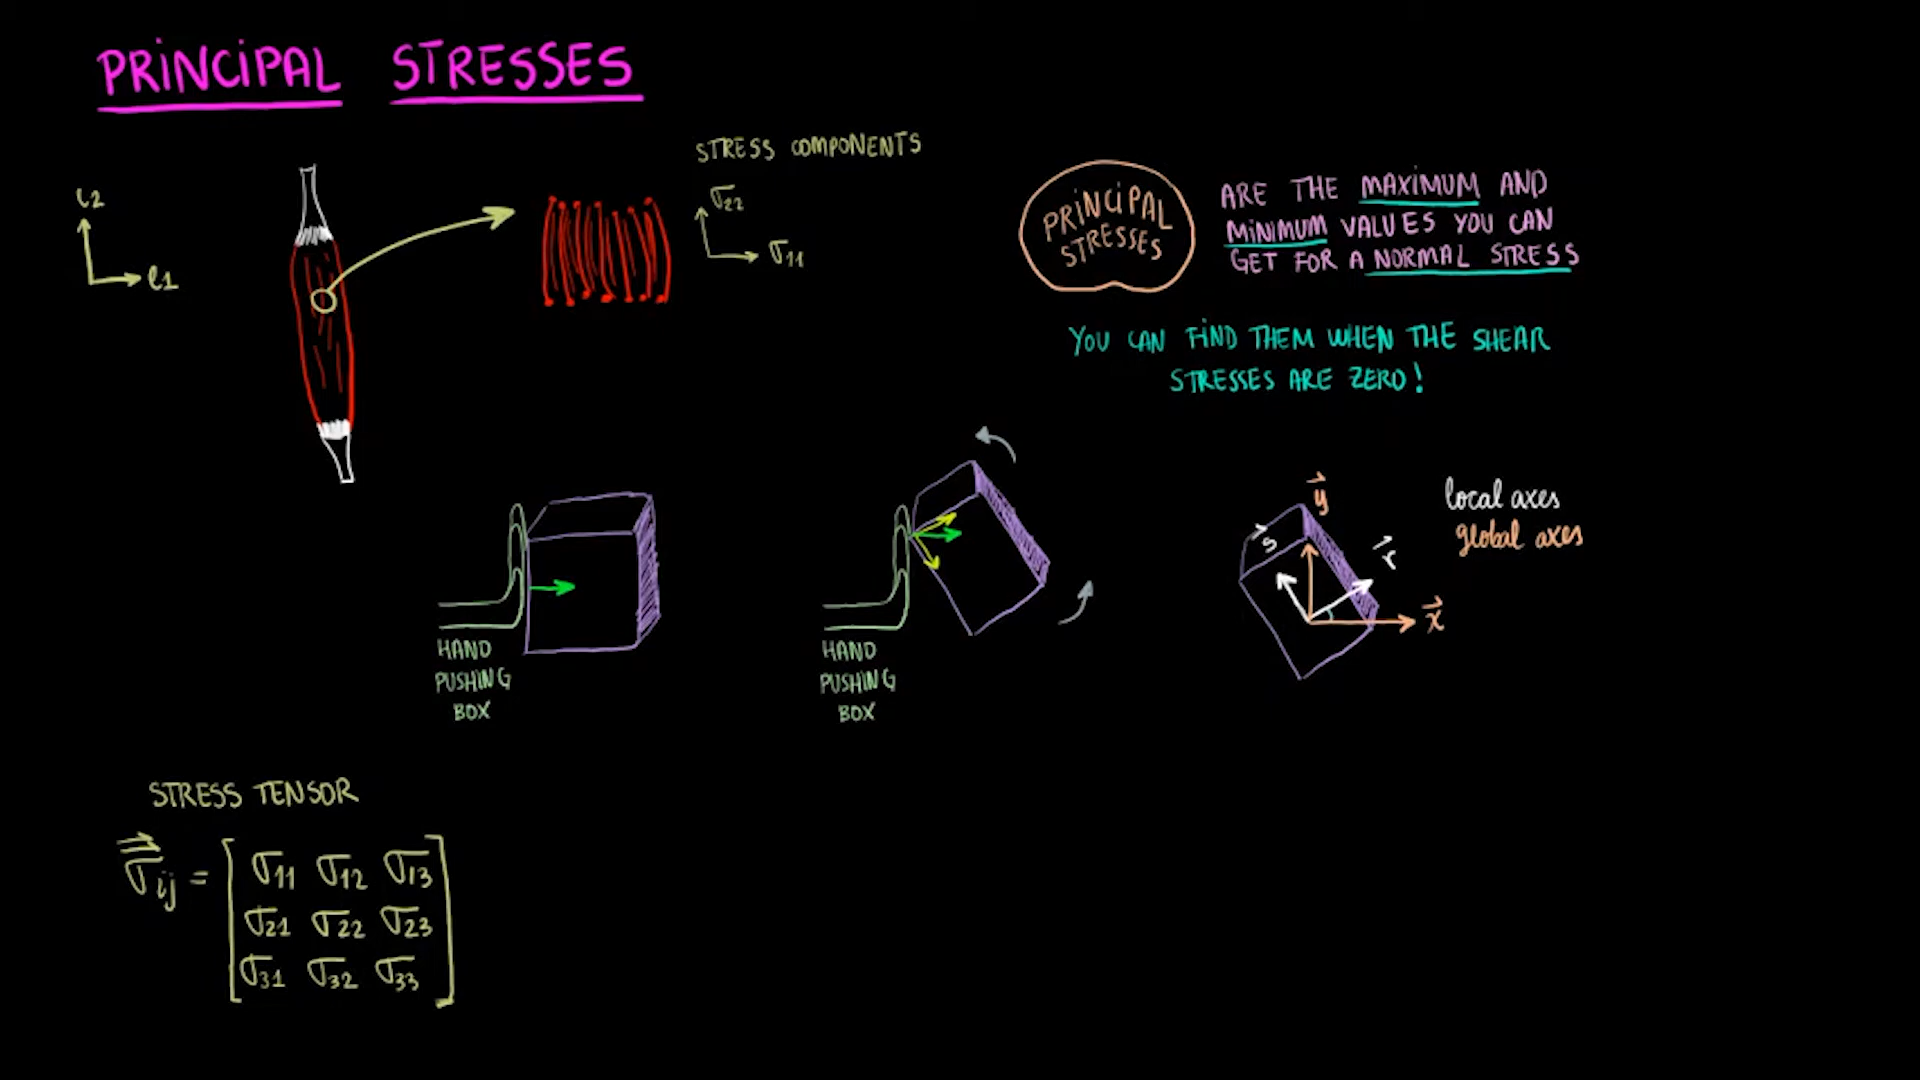 PRINCIPAL STRESSES
STRESS COMPONENTS
σ22
σ11
e2
e1
PRINCIPAL
STRESSES
ARE THE MAXIMUM AND
MINIMUM VALUES YOU CAN
GET FOR A NORMAL STRESS
YOU CAN FIND THEM WHEN THE SHEAR
STRESSES ARE ZERO!
HAND
PUSHING
BOX
HAND
PUSHING
BOX
y
s
r
x
local axes
global axes
STRESS TENSOR
σij = [σ11 σ12 σ13
σ21 σ22 σ23
σ31 σ32 σ33]